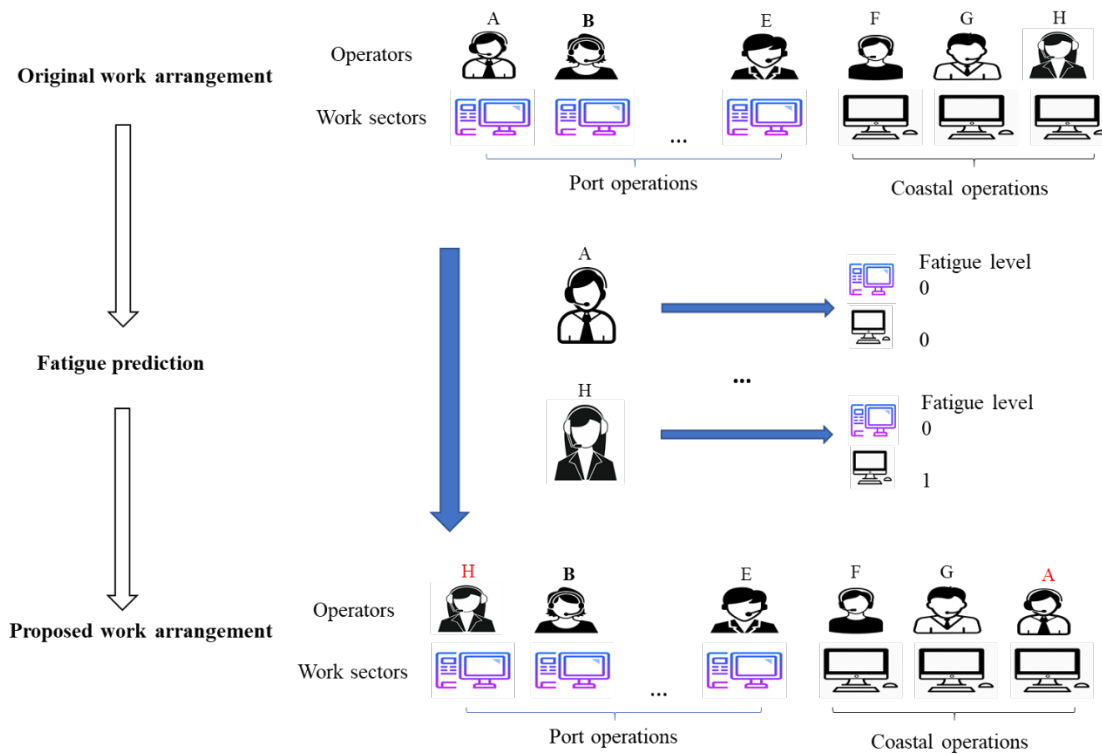 A B E F G H
Operators
Original work arrangement
Work sectors
...
Port operations
Coastal operations
A
Fatigue level
0
0
Fatigue prediction
...
H
Fatigue level
0
1
H B E F G A
Operators
Proposed work arrangement
Work sectors
...
Port operations
Coastal operations